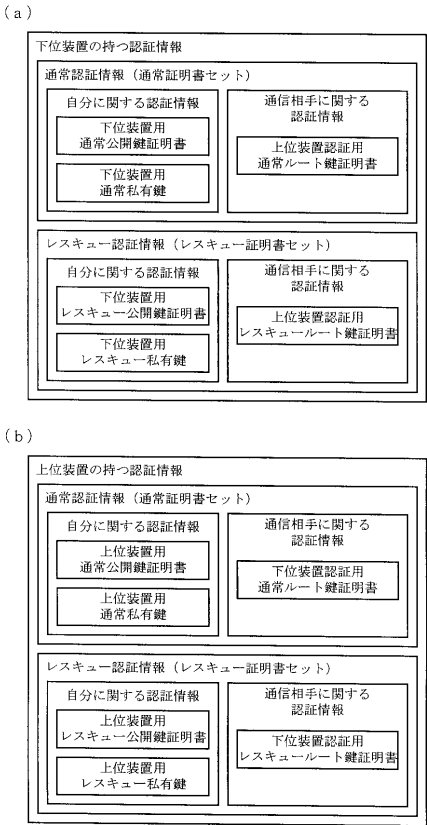 (a)
下位装置の持つ認証情報
通常認証情報(通常証明書セット)
自分に関する認証情報
下位装置用
通常公開鍵証明書
下位装置用
通常私有鍵
通信相手に関する
認証情報
上位装置認証用
通常ルート鍵証明書
レスキュー認証情報(レスキュー証明書セット)
自分に関する認証情報
下位装置用
レスキュー公開鍵証明書
下位装置用
レスキュー私有鍵
通信相手に関する
認証情報
上位装置認証用
レスキュールート鍵証明書
(b)
上位装置の持つ認証情報
通常認証情報(通常証明書セット)
自分に関する認証情報
上位装置用
通常公開鍵証明書
上位装置用
通常私有鍵
通信相手に関する
認証情報
下位装置認証用
通常ルート鍵証明書
レスキュー認証情報(レスキュー証明書セット)
自分に関する認証情報
上位装置用
レスキュー公開鍵証明書
上位装置用
レスキュー私有鍵
通信相手に関する
認証情報
下位装置認証用
レスキュールート鍵証明書